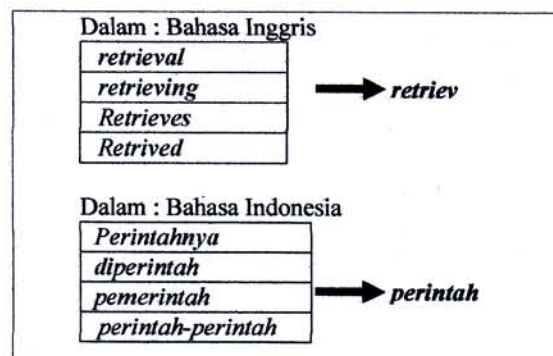 Dalam : Bahasa Inggris
retrieval
retrieving
retriev
Retrieves
Retrived
Dalam : Bahasa Indonesia
Perintahnya
diperintah
pemerintah
perintah
perintah-perintah